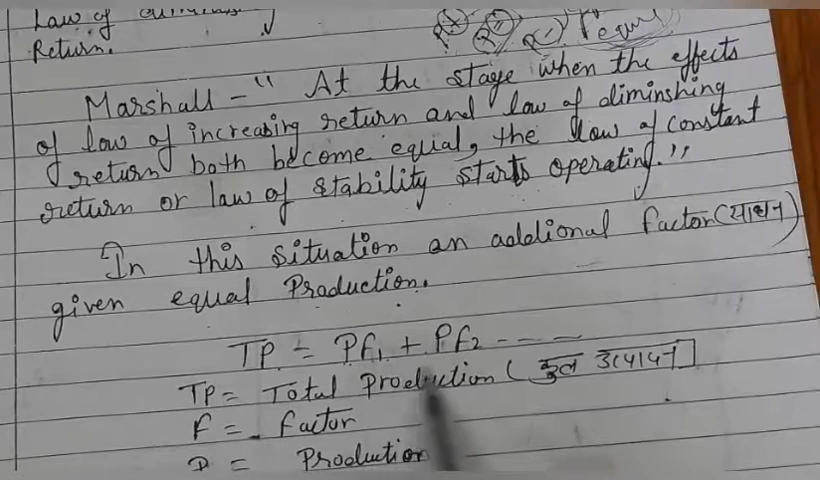 Law of
Return.
equal
Marshall - " At the stage when the effects
of law of increasing return and law of diminshing
return both become equal, the law of constant
return or law of stability starts operating."
In this situation an addional factor (साधन)
given equal Production.
TP = PF₁ + PF₂ - - - -
TP = Total Production ( कुल उत्पादन ]
F = factor
P = Production